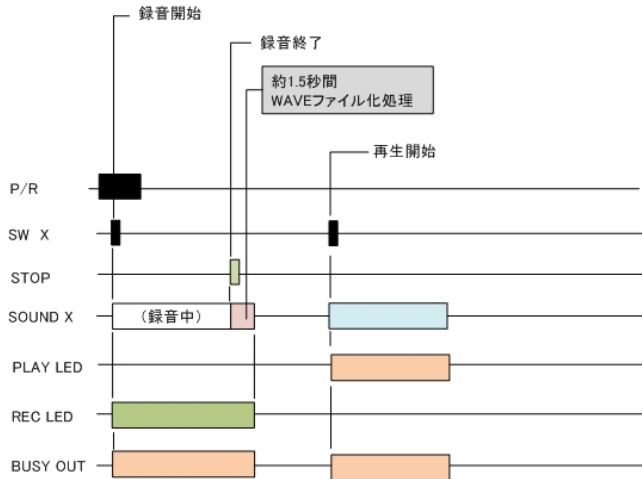 録音開始
録音終了
約1.5秒間
WAVEファイル化処理
再生開始
P/R
SW X
STOP
SOUND X
(録音中)
PLAY LED
REC LED
BUSY OUT